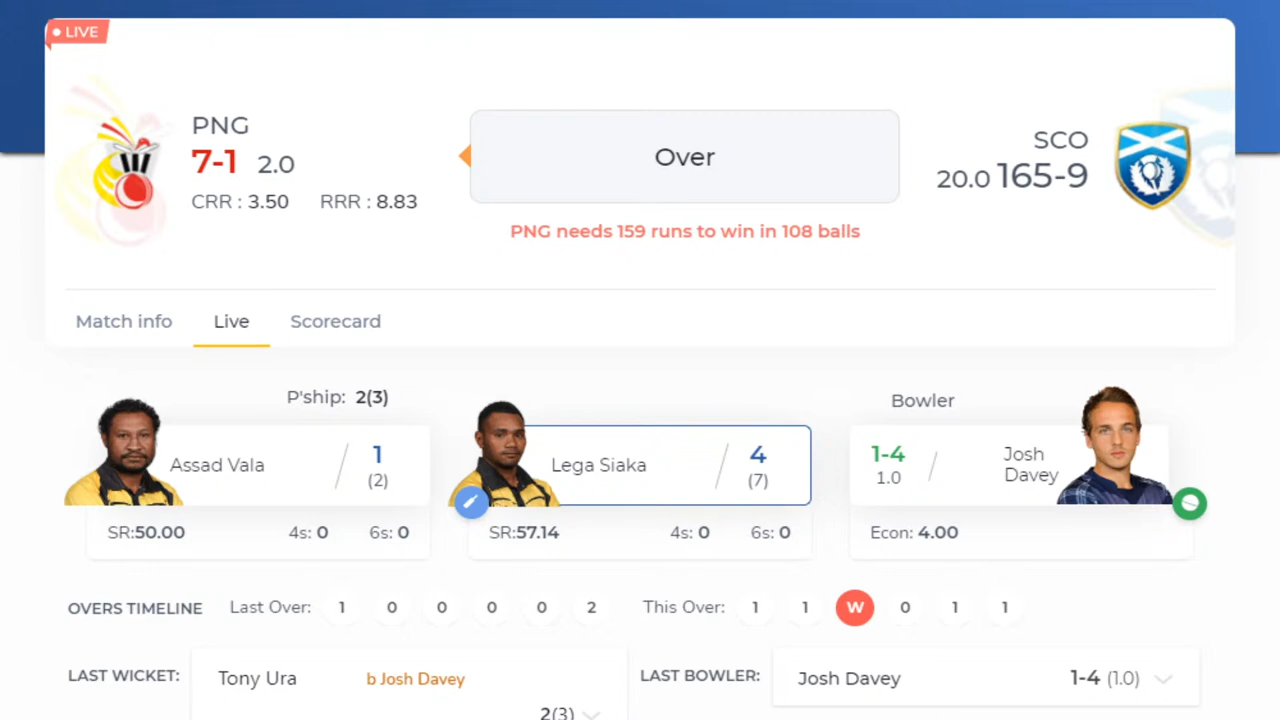 LIVE
PNG
7-1 2.0
CRR : 3.50 RRR : 8.83
Over
PNG needs 159 runs to win in 108 balls
SCO
20.0 165-9
Match info Live Scorecard
P'ship: 2(3)
Assad Vala
1
(2)
SR:50.00 4s: 0 6s: 0
Lega Siaka
4
(7)
SR:57.14 4s: 0 6s: 0
Bowler
1-4
1.0
Josh
Davey
Econ: 4.00
OVERS TIMELINE Last Over: 1 0 0 0 0 2 This Over: 1 1 W 0 1 1
LAST WICKET: Tony Ura b Josh Davey
2(3)
LAST BOWLER: Josh Davey 1-4 (1.0)